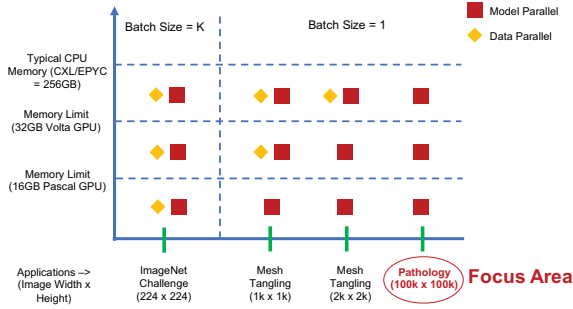 Batch Size = K
Batch Size = 1
Model Parallel
Data Parallel
Typical CPU
Memory (CXL/EPYC
= 256GB)
Memory Limit
(32GB Volta GPU)
Memory Limit
(16GB Pascal GPU)
Applications –>
(Image Width x
Height)
ImageNet
Challenge
(224 x 224)
Mesh
Tangling
(1k x 1k)
Mesh
Tangling
(2k x 2k)
Pathology
(100k x 100k)
Focus Area